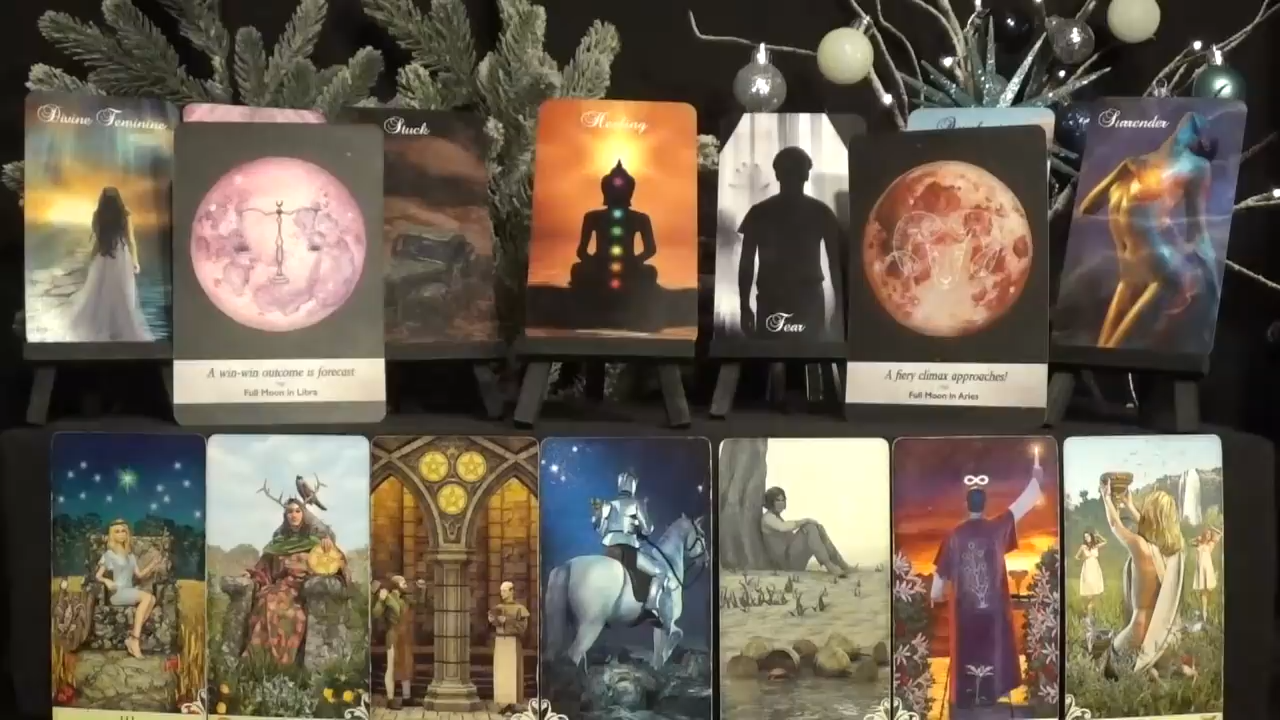 Divine Feminine
Stuck
Healing
Surrender
Fear
A win-win outcome is forecast
Full Moon in Libra
A fiery climax approaches!
Full Moon in Aries
III